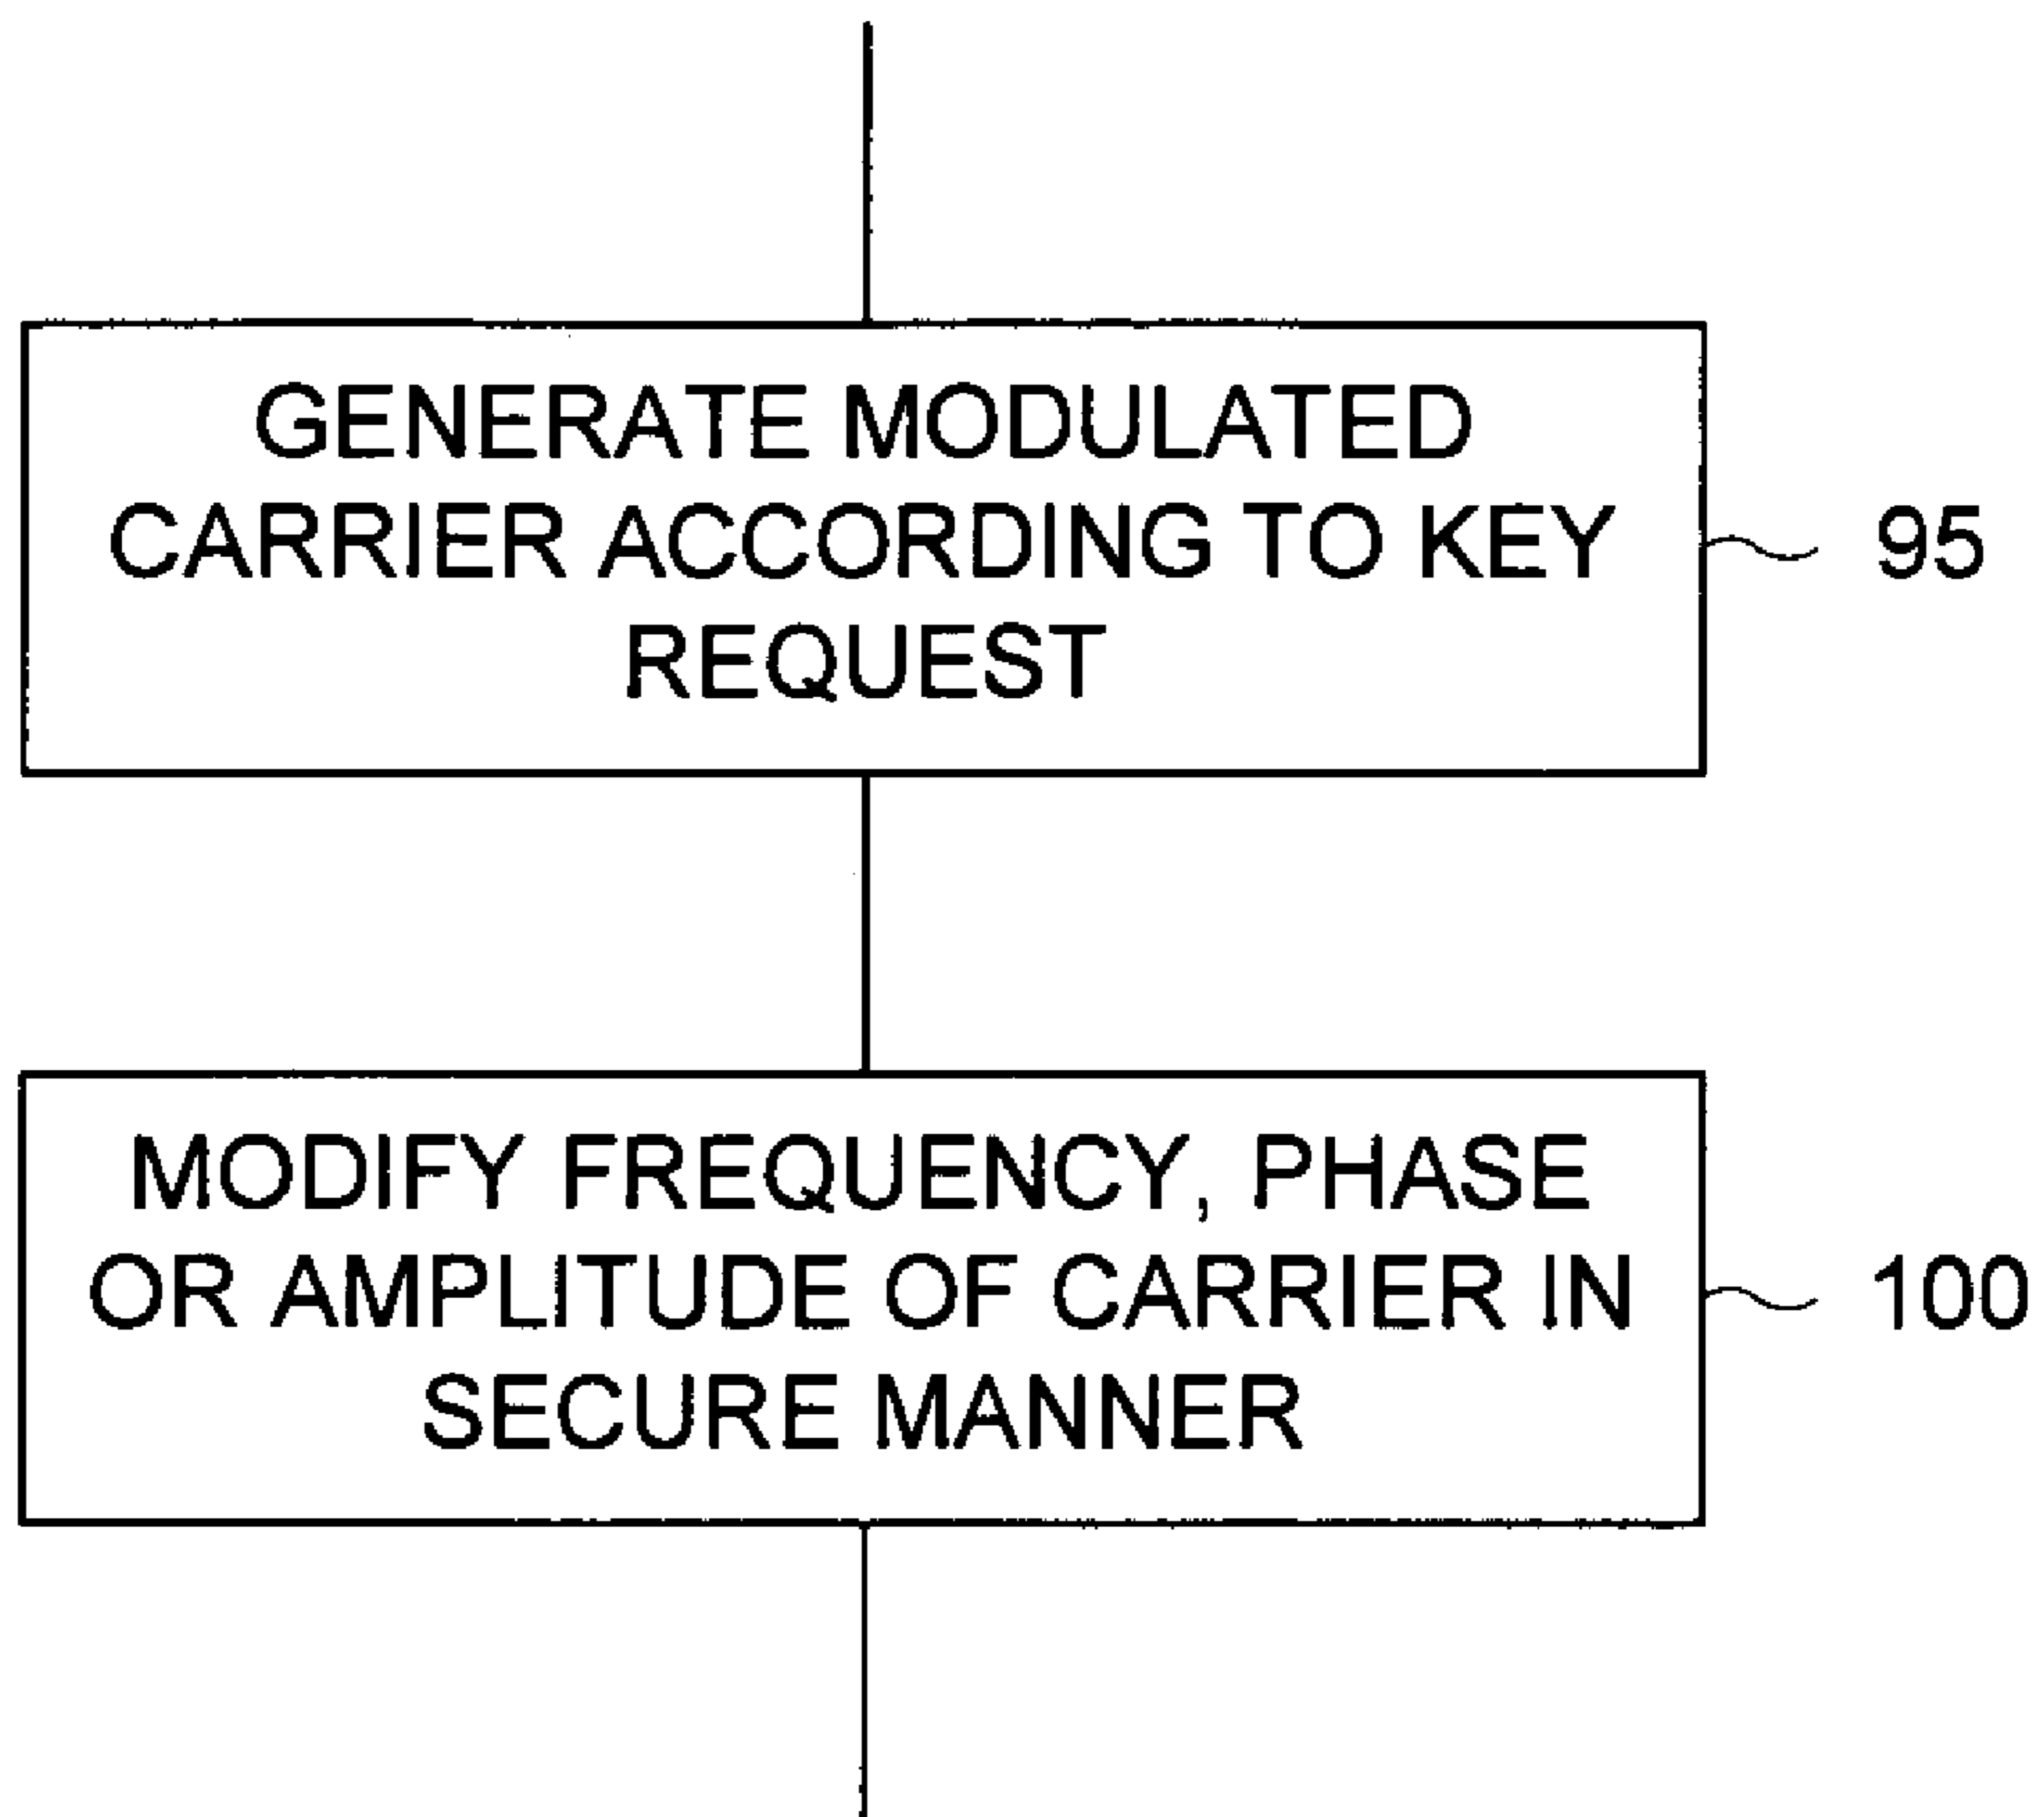 GENERATE MODULATED
CARRIER ACCORDING TO KEY
REQUEST
95
MODIFY FREQUENCY, PHASE
OR AMPLITUDE OF CARRIER IN
SECURE MANNER
100